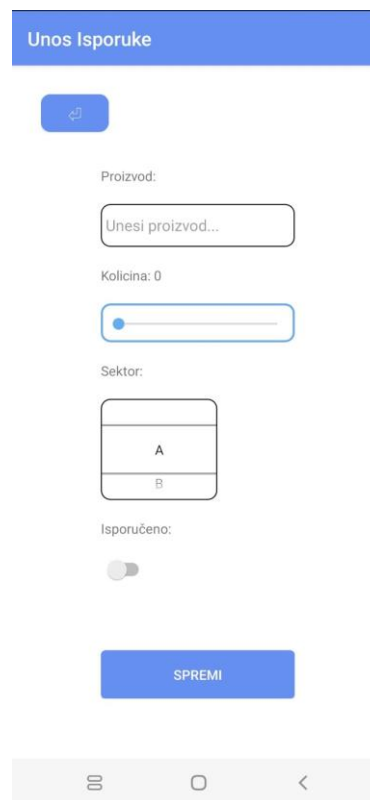 Unos Isporuke
Proizvod:
Unesi proizvod...
Kolicina: 0
Sektor:
A
B
Isporučeno:
SPREMI